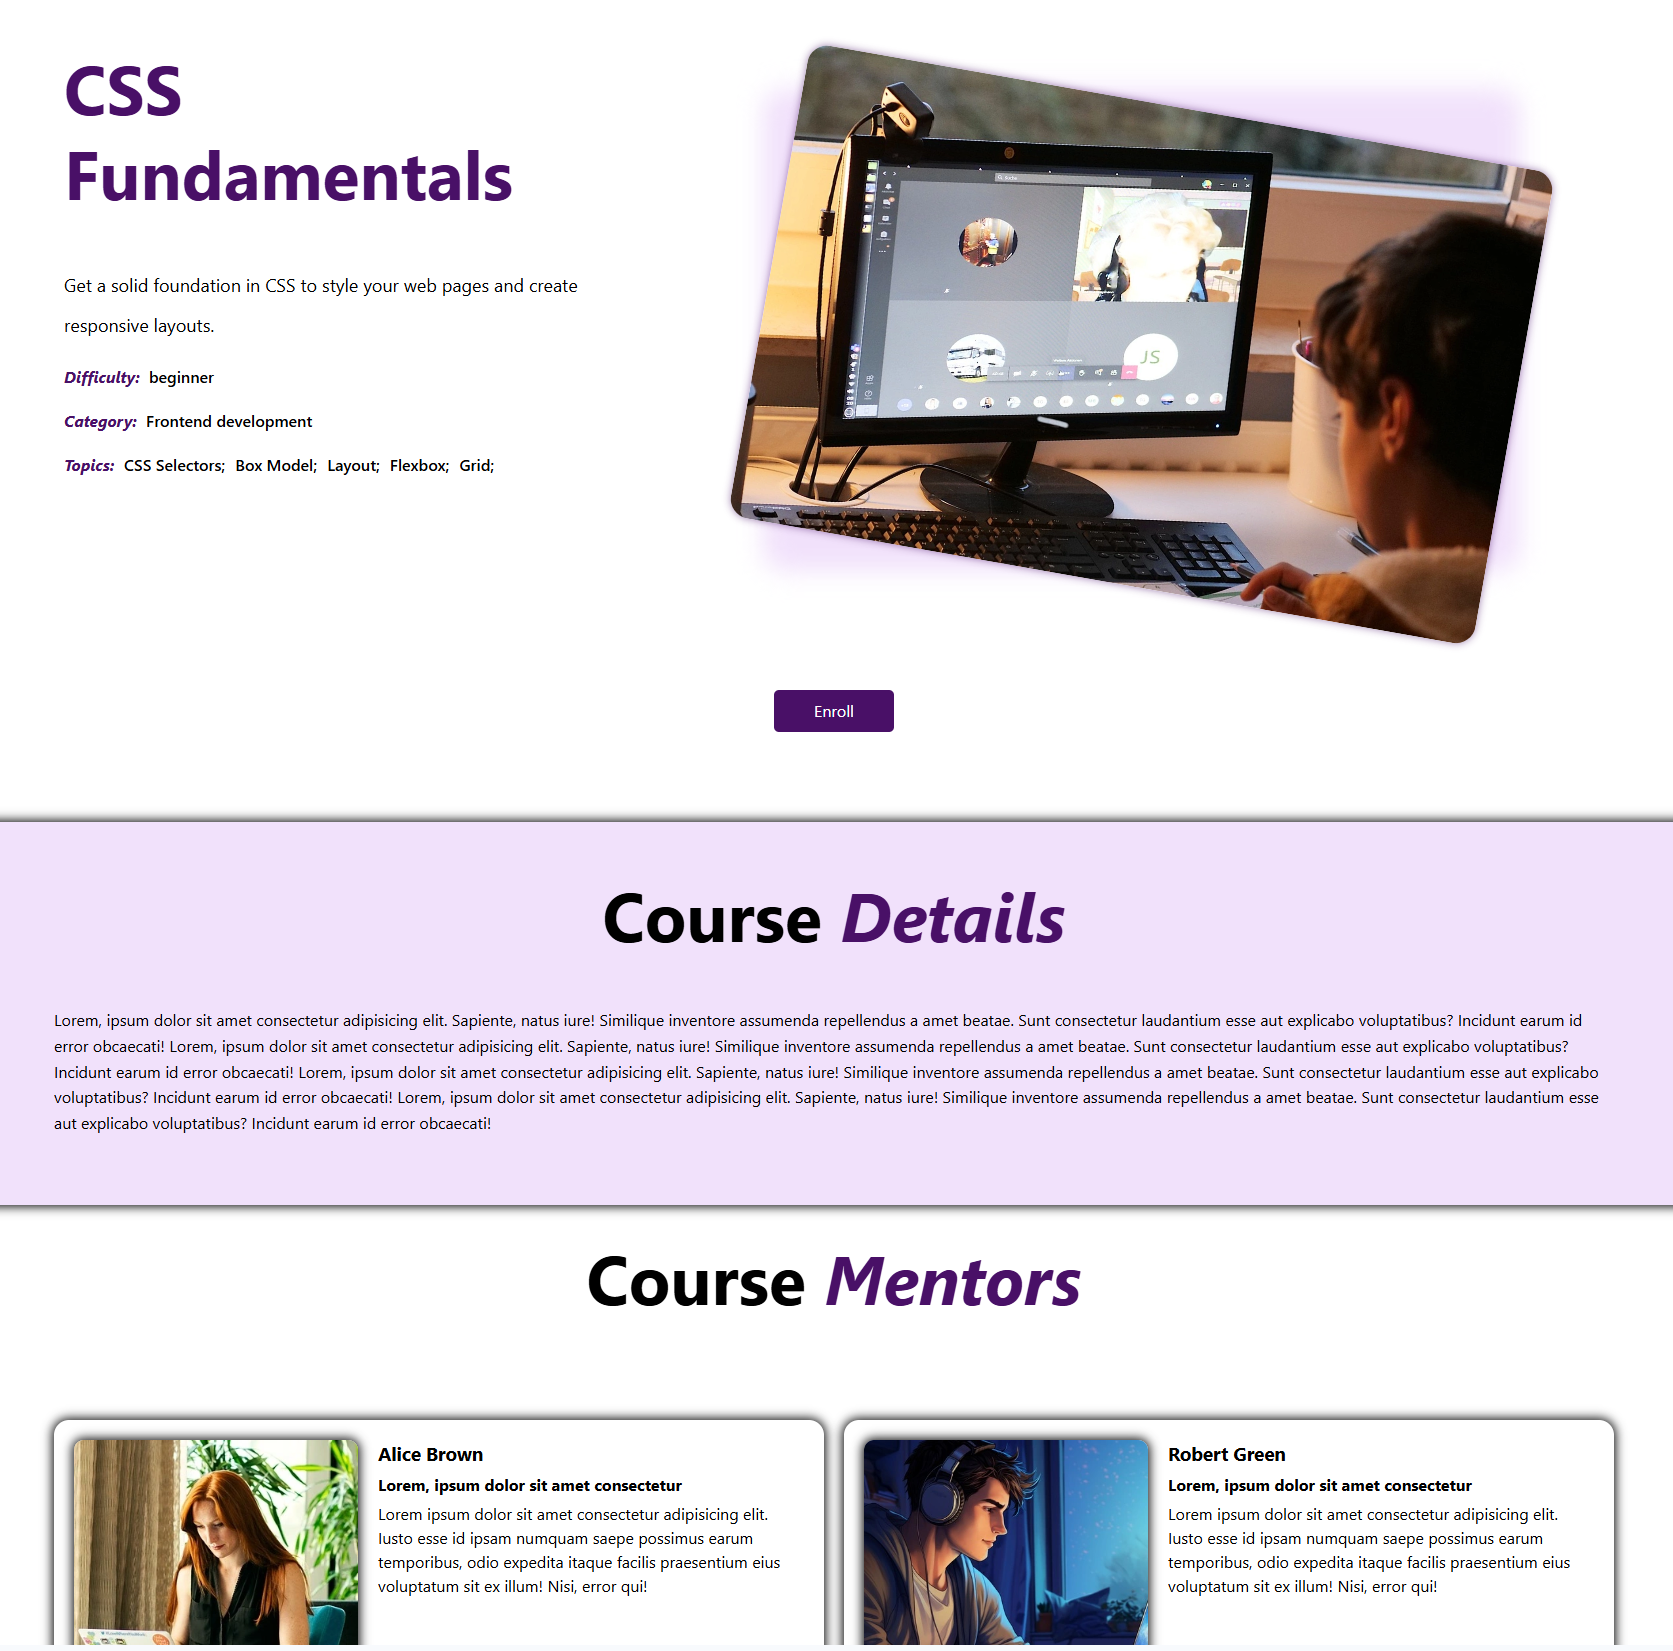 CSS
Fundamentals
Get a solid foundation in CSS to style your web pages and create
responsive layouts.
Difficulty: beginner
Category: Frontend development
Topics: CSS Selectors; Box Model; Layout; Flexbox; Grid;
JS
Enroll
Course Details
Lorem, ipsum dolor sit amet consectetur adipisicing elit. Sapiente, natus iure! Similique inventore assumenda repellendus a amet beatae. Sunt consectetur laudantium esse aut explicabo voluptatibus? Incidunt earum id
error obcaecati! Lorem, ipsum dolor sit amet consectetur adipisicing elit. Sapiente, natus iure! Similique inventore assumenda repellendus a amet beatae. Sunt consectetur laudantium esse aut explicabo voluptatibus?
Incidunt earum id error obcaecati! Lorem, ipsum dolor sit amet consectetur adipisicing elit. Sapiente, natus iure! Similique inventore assumenda repellendus a amet beatae. Sunt consectetur laudantium esse aut explicabo
voluptatibus? Incidunt earum id error obcaecati! Lorem, ipsum dolor sit amet consectetur adipisicing elit. Sapiente, natus iure! Similique inventore assumenda repellendus a amet beatae. Sunt consectetur laudantium esse
aut explicabo voluptatibus? Incidunt earum id error obcaecati!
Course Mentors
Alice Brown
Lorem, ipsum dolor sit amet consectetur
Lorem ipsum dolor sit amet consectetur adipisicing elit.
Iusto esse id ipsam numquam saepe possimus earum
temporibus, odio expedita itaque facilis praesentium eius
voluptatum sit ex illum! Nisi, error qui!
Robert Green
Lorem, ipsum dolor sit amet consectetur
Lorem ipsum dolor sit amet consectetur adipisicing elit.
Iusto esse id ipsam numquam saepe possimus earum
temporibus, odio expedita itaque facilis praesentium eius
voluptatum sit ex illum! Nisi, error qui!